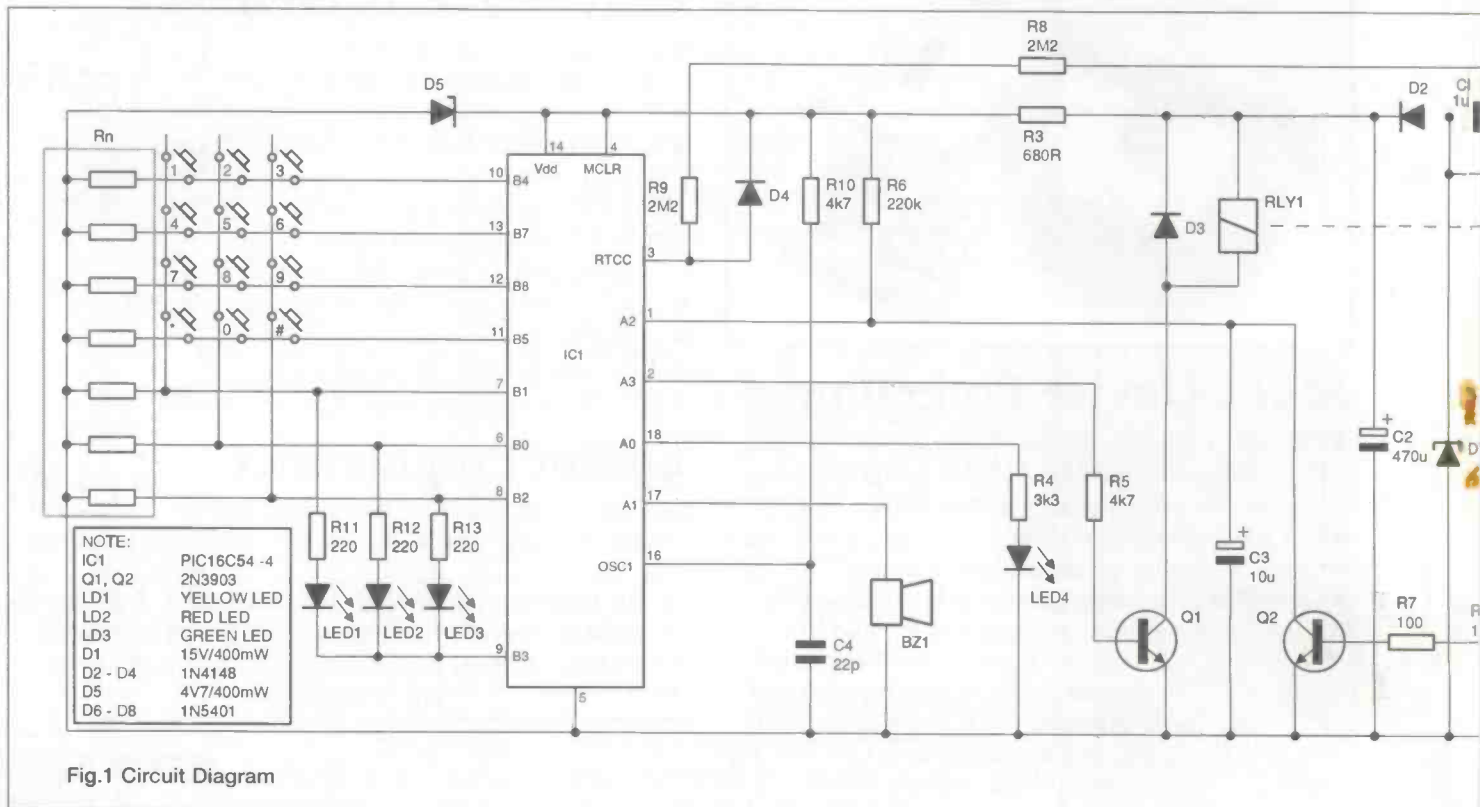 R8
2M2
D5
D2
1u
Rn
R3
680R
14
4
Vdd
MCLR
1
2
3
10
B4
R9
2M2
D4
R10
4k7
R6
220k
RLY1
4
5
6
13
B7
D3
RTCC
3
7
8
9
12
B8
A2
1
*
0
#
11
B5
IC1
7
B1
A3
2
6
B0
A0
18
C2
470u
+
D
8
B2
A1
17
R4
3k3
R5
4k7
R11
220
R12
220
R13
220
OSC1
16
+
C3
10u
LED4
LED1
LED2
LED3
BZ1
Q1
Q2
R7
100
R
1
9
B3
C4
22p
5
NOTE:
IC1 PIC16C54 -4
Q1, Q2 2N3903
LD1 YELLOW LED
LD2 RED LED
LD3 GREEN LED
D1 15V/400mW
D2 - D4 1N4148
D5 4V7/400mW
D6 - D8 1N5401
Fig.1 Circuit Diagram